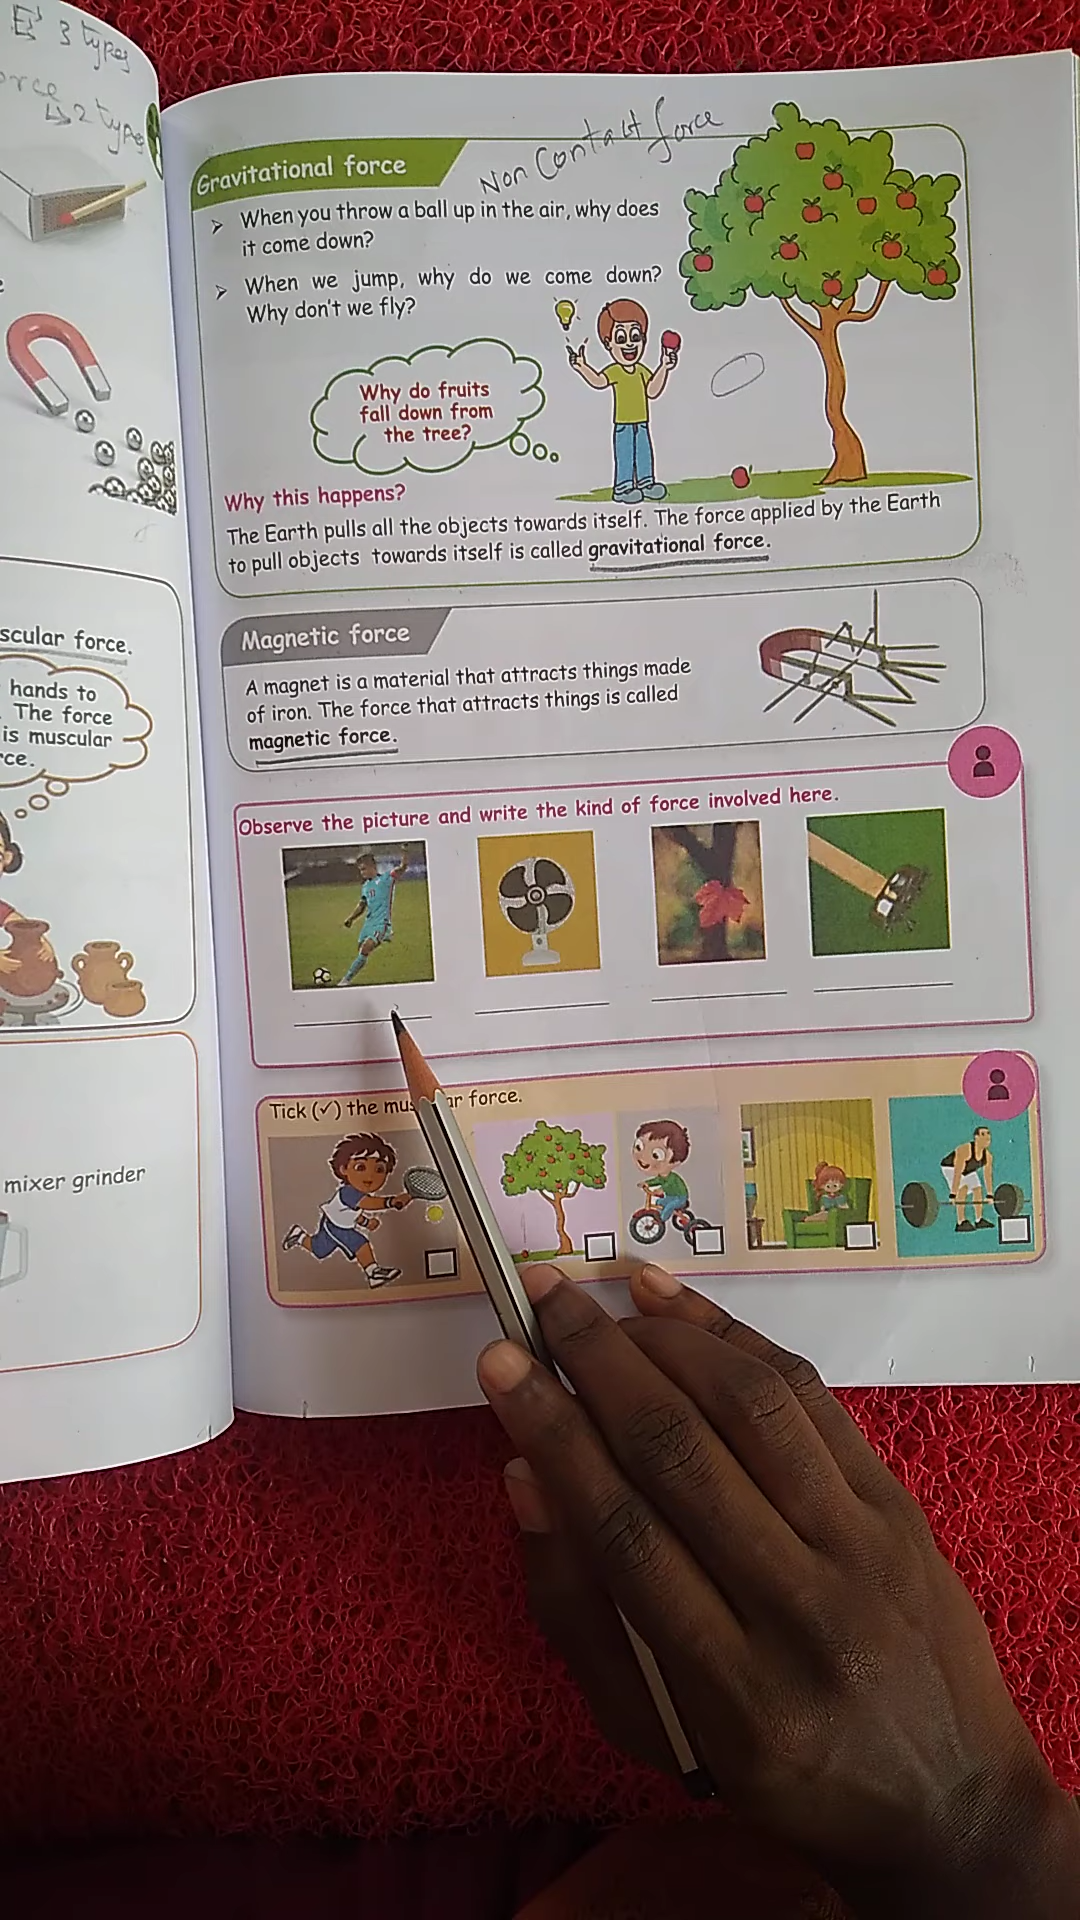 E 3 types
orce
↳ 2 types
scular force.
hands to
. The force
is muscular
rce.
mixer grinder
Gravitational force
Non Contact force
➢ When you throw a ball up in the air, why does
it come down?
➢ When we jump, why do we come down?
Why don't we fly?
Why do fruits
fall down from
the tree?
Why this happens?
The Earth pulls all the objects towards itself. The force applied by the Earth
to pull objects towards itself is called gravitational force.
Magnetic force
A magnet is a material that attracts things made
of iron. The force that attracts things is called
magnetic force.
Observe the picture and write the kind of force involved here.
Tick (✓) the mus ar force.